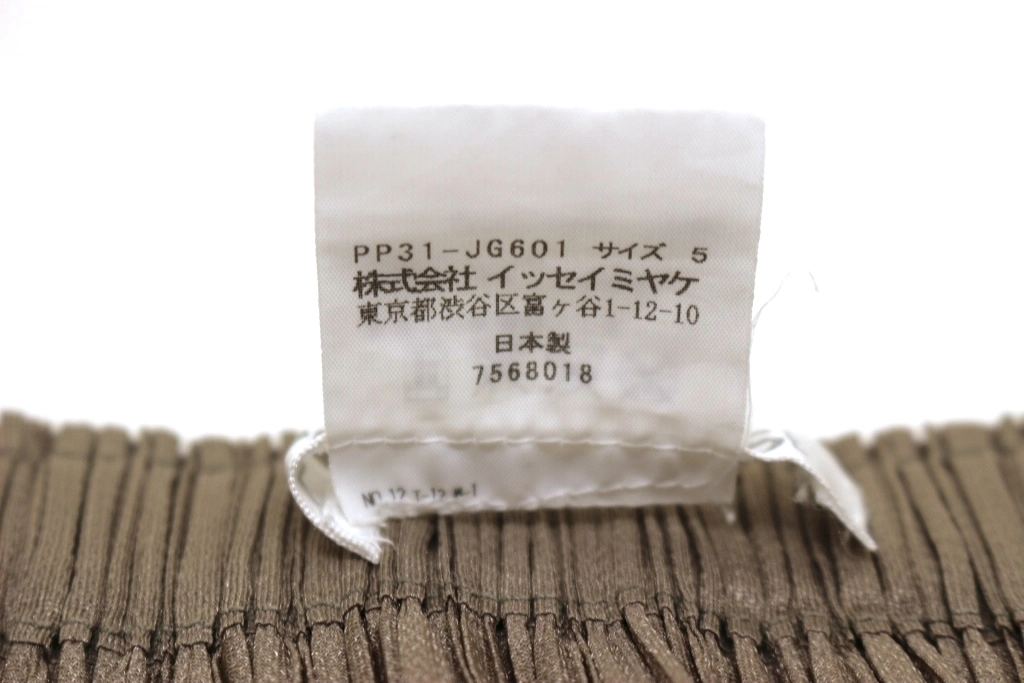 PP31-JG601 サイズ 5
株式会社 イッセイミヤケ
東京都渋谷区富ヶ谷1-12-10
日本製
7568018